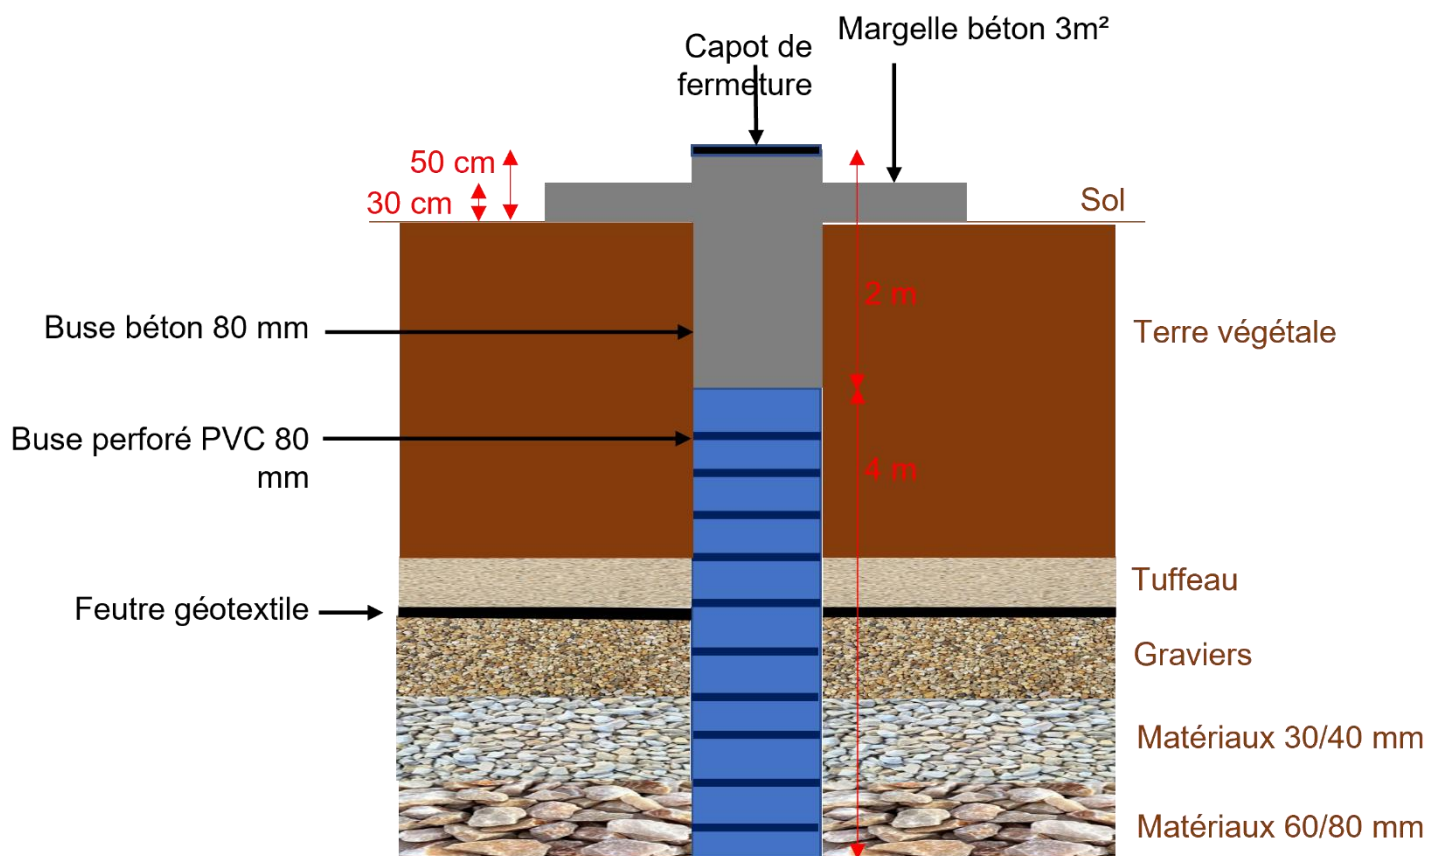 Capot de
fermeture
Margelle béton 3m²
50 cm
30 cm
Sol
2 m
Buse béton 80 mm
Terre végétale
Buse perforé PVC 80
mm
4 m
Tuffeau
Feutre géotextile
Graviers
Matériaux 30/40 mm
Matériaux 60/80 mm